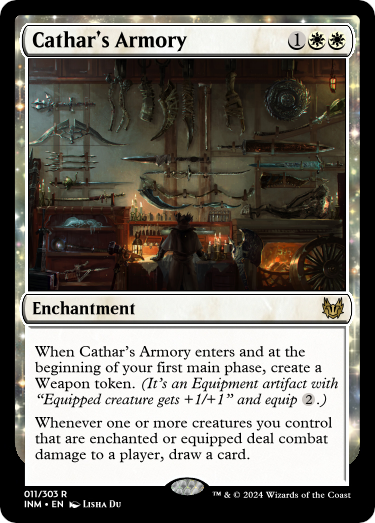 Cathar's Armory 1
Enchantment
When Cathar's Armory enters and at the
beginning of your first main phase, create a
Weapon token. (It's an Equipment artifact with
“Equipped creature gets +1/+1” and equip 2.)
Whenever one or more creatures you control
that are enchanted or equipped deal combat
damage to a player, draw a card.
011/303 R
INM • EN LISHA DU
™ & © 2024 Wizards of the Coast